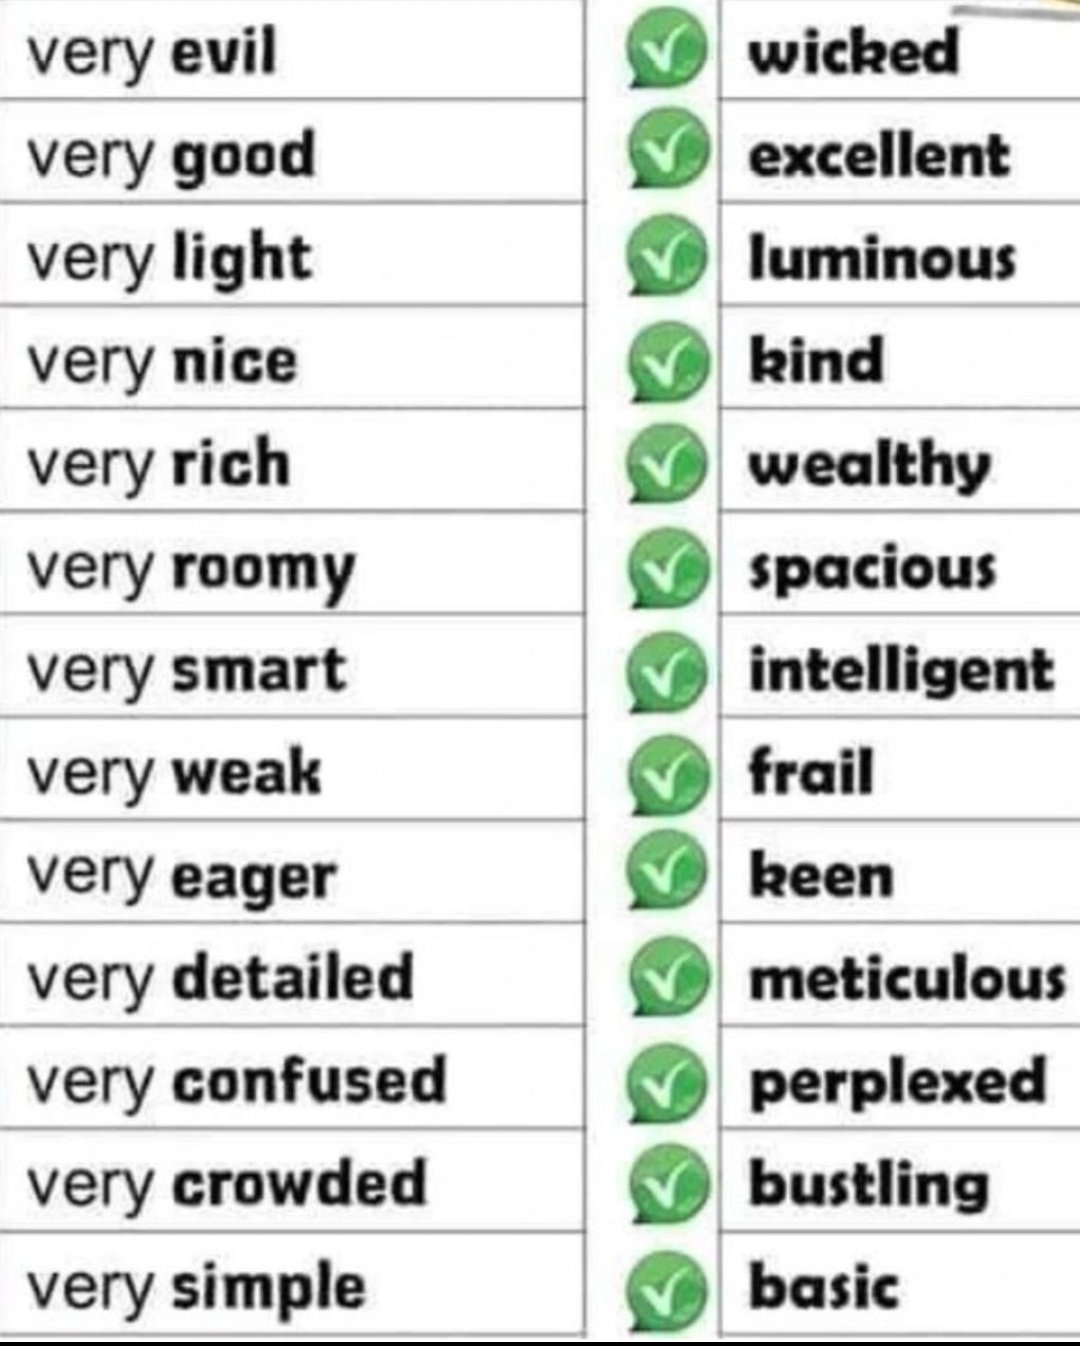 very evil wicked
very good excellent
very light luminous
very nice kind
very rich wealthy
very roomy spacious
very smart intelligent
very weak frail
very eager keen
very detailed meticulous
very confused perplexed
very crowded bustling
very simple basic